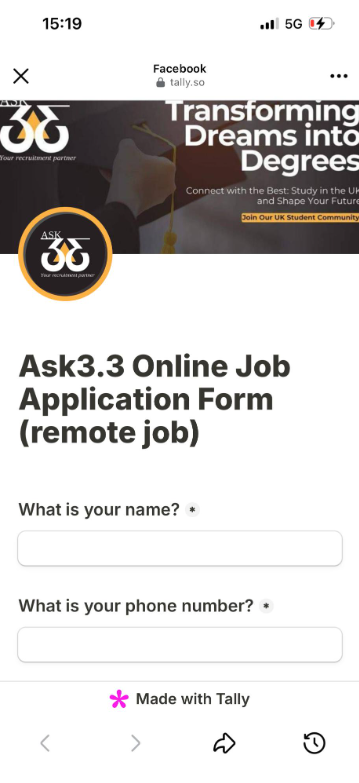 15:19
5G
Facebook
tally.so
ASK
Your recruitment partner
Transforming
Dreams into
Degrees
Connect with the Best: Study in the UK
and Shape Your Future
Join Our UK Student Community
ASK
Your recruitment partner
Ask3.3 Online Job
Application Form
(remote job)
What is your name? *
What is your phone number? *
Made with Tally